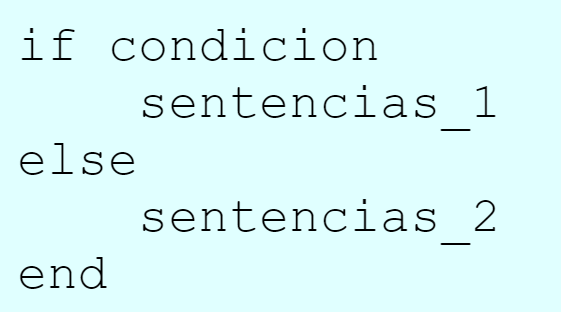 if condicion
    sentencias_1
else
    sentencias_2
end